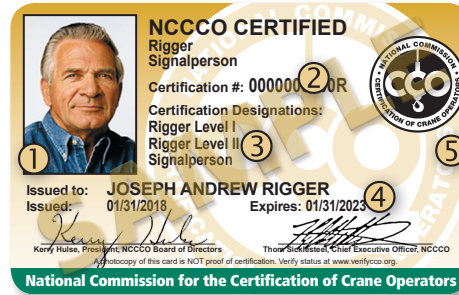 NCCCO CERTIFIED
Rigger
Signalperson
Certification #: 000000 2 0R
Certification Designations:
Rigger Level I
Rigger Level II
3
Signalperson
1
5
Issued to: JOSEPH ANDREW RIGGER
Issued: 01/31/2018 Expires: 01/31/2023
4
Kerry Hulse, President, NCCCO Board of Directors
Thom Sicklesteel, Chief Executive Officer, NCCCO
A photocopy of this card is NOT proof of certification. Verify status at www.verifycco.org.
National Commission for the Certification of Crane Operators
SAMPLE
NATIONAL COMMISSION
CERTIFICATION OF CRANE OPERATORS
CCO